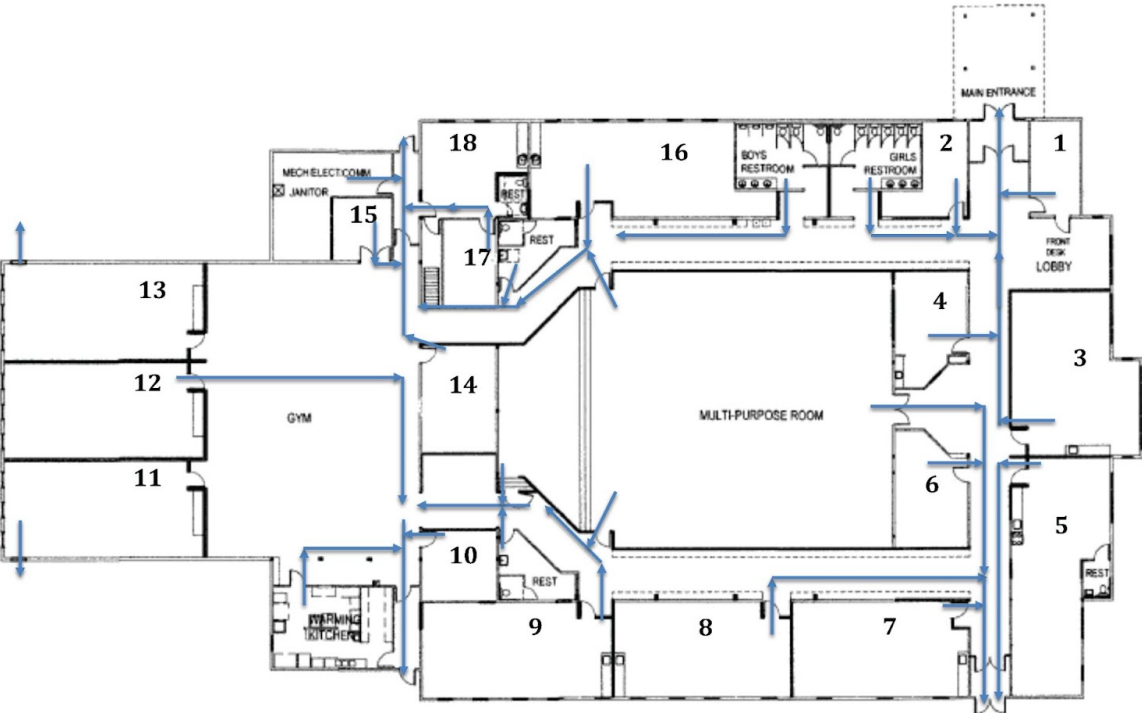 MAIN ENTRANCE
18
16
BOYS
RESTROOM
GIRLS
RESTROOM
2
1
MECH ELECT/COMM
JANITOR
REST
15
17
REST
FRONT
DESK
LOBBY
13
4
3
12
14
GYM
MULTI-PURPOSE ROOM
11
6
5
10
REST
REST
WARMING
KITCHEN
9
8
7